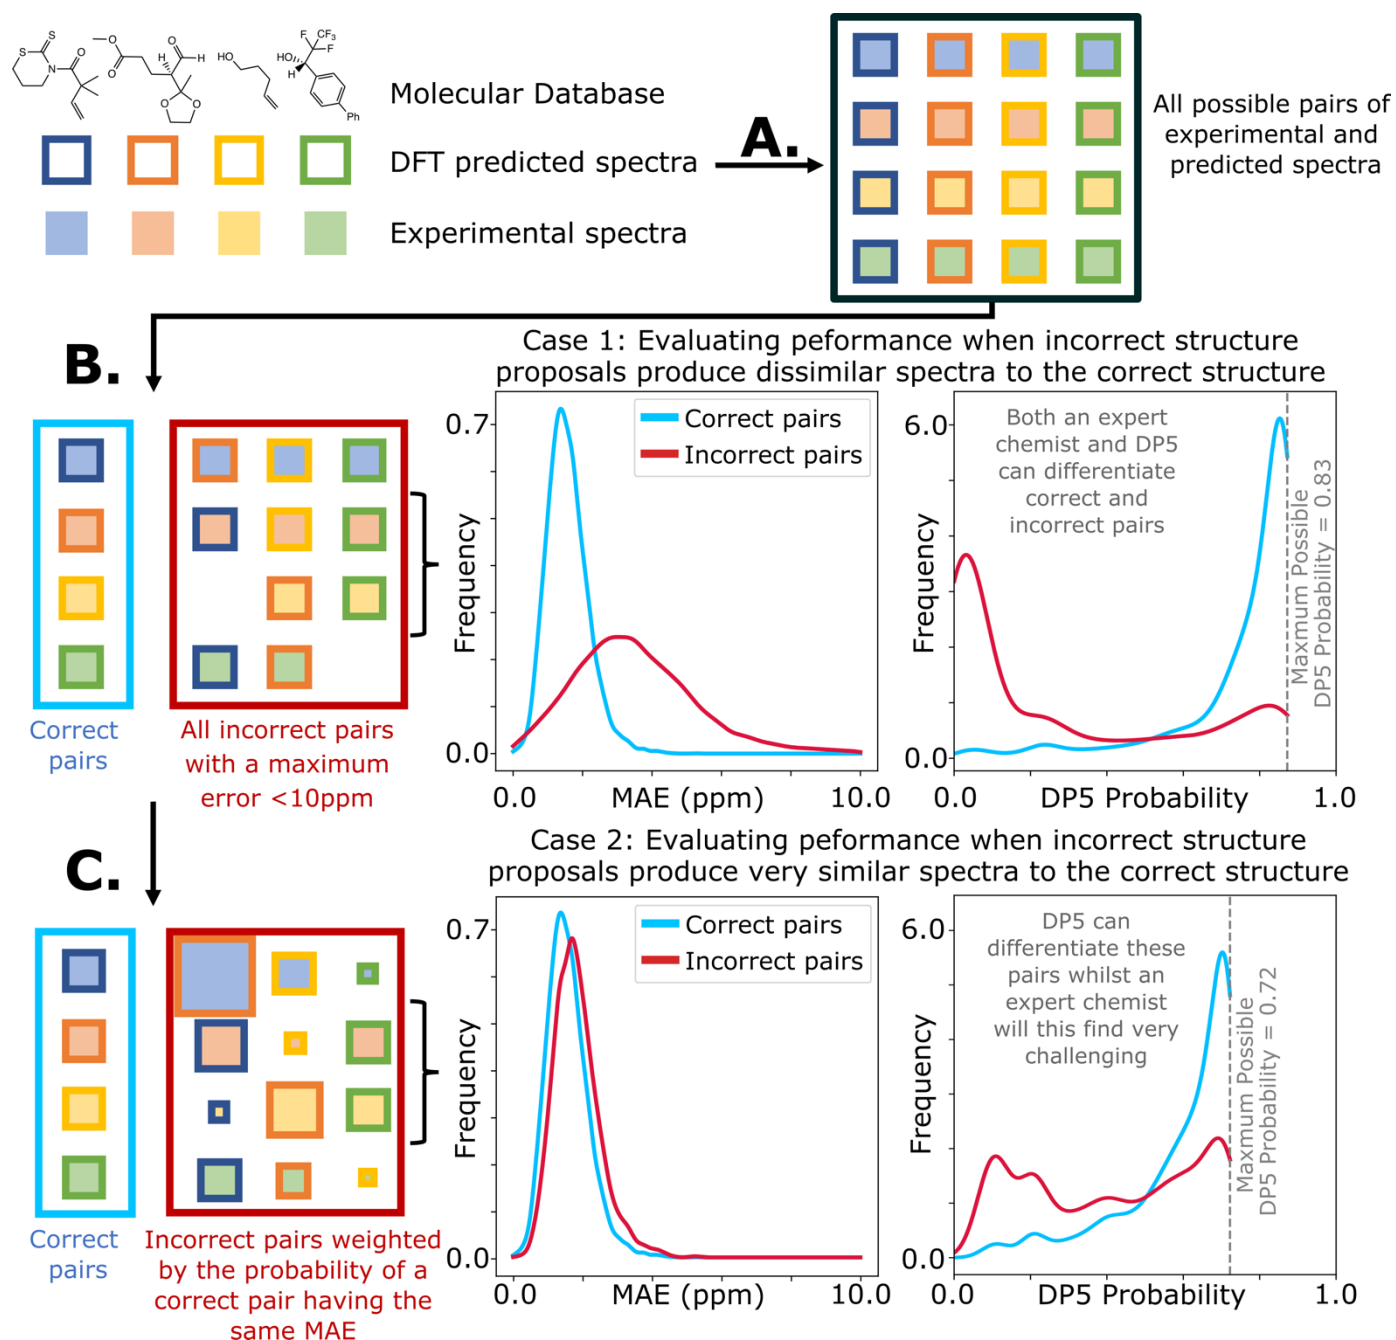 S
S
O
N
O
O
O
H
H
O
O
HO
F
CF₃
F
HO
H
Ph
Molecular Database
DFT predicted spectra
Experimental spectra
A.
All possible pairs of
experimental and
predicted spectra
B.
Case 1: Evaluating peformance when incorrect structure
proposals produce dissimilar spectra to the correct structure
Correct
pairs
All incorrect pairs
with a maximum
error <10ppm
0.7
Frequency
0.0
0.0
MAE (ppm)
10.0
Correct pairs
Incorrect pairs
6.0
Frequency
0.0
0.0
DP5 Probability
1.0
Both an expert
chemist and DP5
can differentiate
correct and
incorrect pairs
Maxmum Possible
DP5 Probability = 0.83
C.
Case 2: Evaluating peformance when incorrect structure
proposals produce very similar spectra to the correct structure
Correct
pairs
Incorrect pairs weighted
by the probability of a
correct pair having the
same MAE
0.7
Frequency
0.0
0.0
MAE (ppm)
10.0
Correct pairs
Incorrect pairs
6.0
Frequency
0.0
0.0
DP5 Probability
1.0
DP5 can
differentiate these
pairs whilst an
expert chemist
will this find very
challenging
Maxmum Possible
DP5 Probability = 0.72